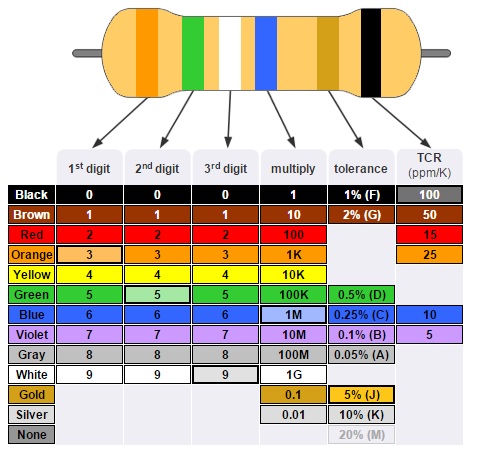 1st digit 2nd digit 3rd digit multiply tolerance TCR (ppm/K)
Black 0 0 0 1 1% (F) 100
Brown 1 1 1 10 2% (G) 50
Red 2 2 2 100 15
Orange 3 3 3 1K 25
Yellow 4 4 4 10K
Green 5 5 5 100K 0.5% (D)
Blue 6 6 6 1M 0.25% (C) 10
Violet 7 7 7 10M 0.1% (B) 5
Gray 8 8 8 100M 0.05% (A)
White 9 9 9 1G
Gold 0.1 5% (J)
Silver 0.01 10% (K)
None 20% (M)